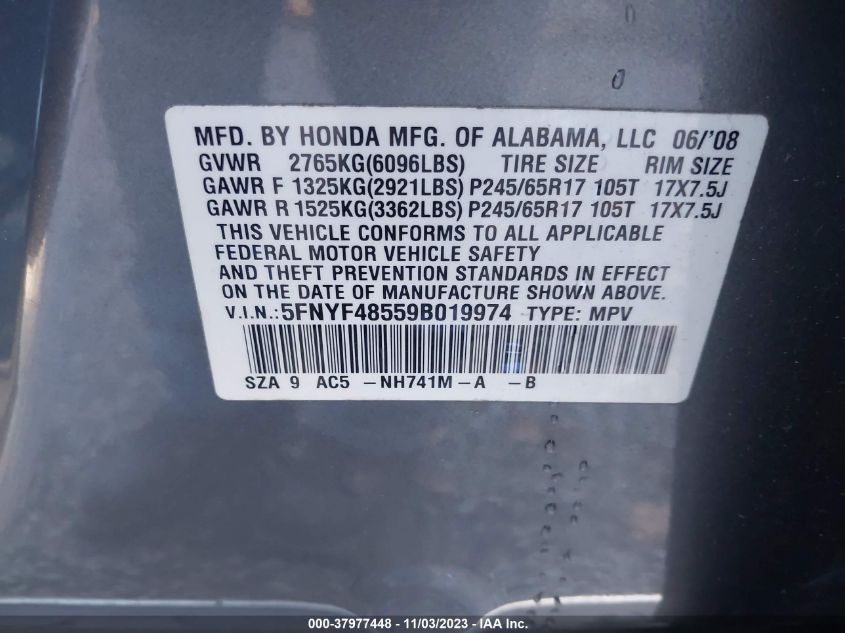 MFD. BY HONDA MFG. OF ALABAMA, LLC 06/'08
GVWR 2765KG(6096LBS) TIRE SIZE RIM SIZE
GAWR F 1325KG(2921LBS) P245/65R17 105T 17X7.5J
GAWR R 1525KG(3362LBS) P245/65R17 105T 17X7.5J
THIS VEHICLE CONFORMS TO ALL APPLICABLE
FEDERAL MOTOR VEHICLE SAFETY
AND THEFT PREVENTION STANDARDS IN EFFECT
ON THE DATE OF MANUFACTURE SHOWN ABOVE.
V.I.N.: 5FNYF48559B019974 TYPE: MPV
SZA 9 AC5 -NH741M-A -B
000-37977448 - 11/03/2023 - IAA Inc.